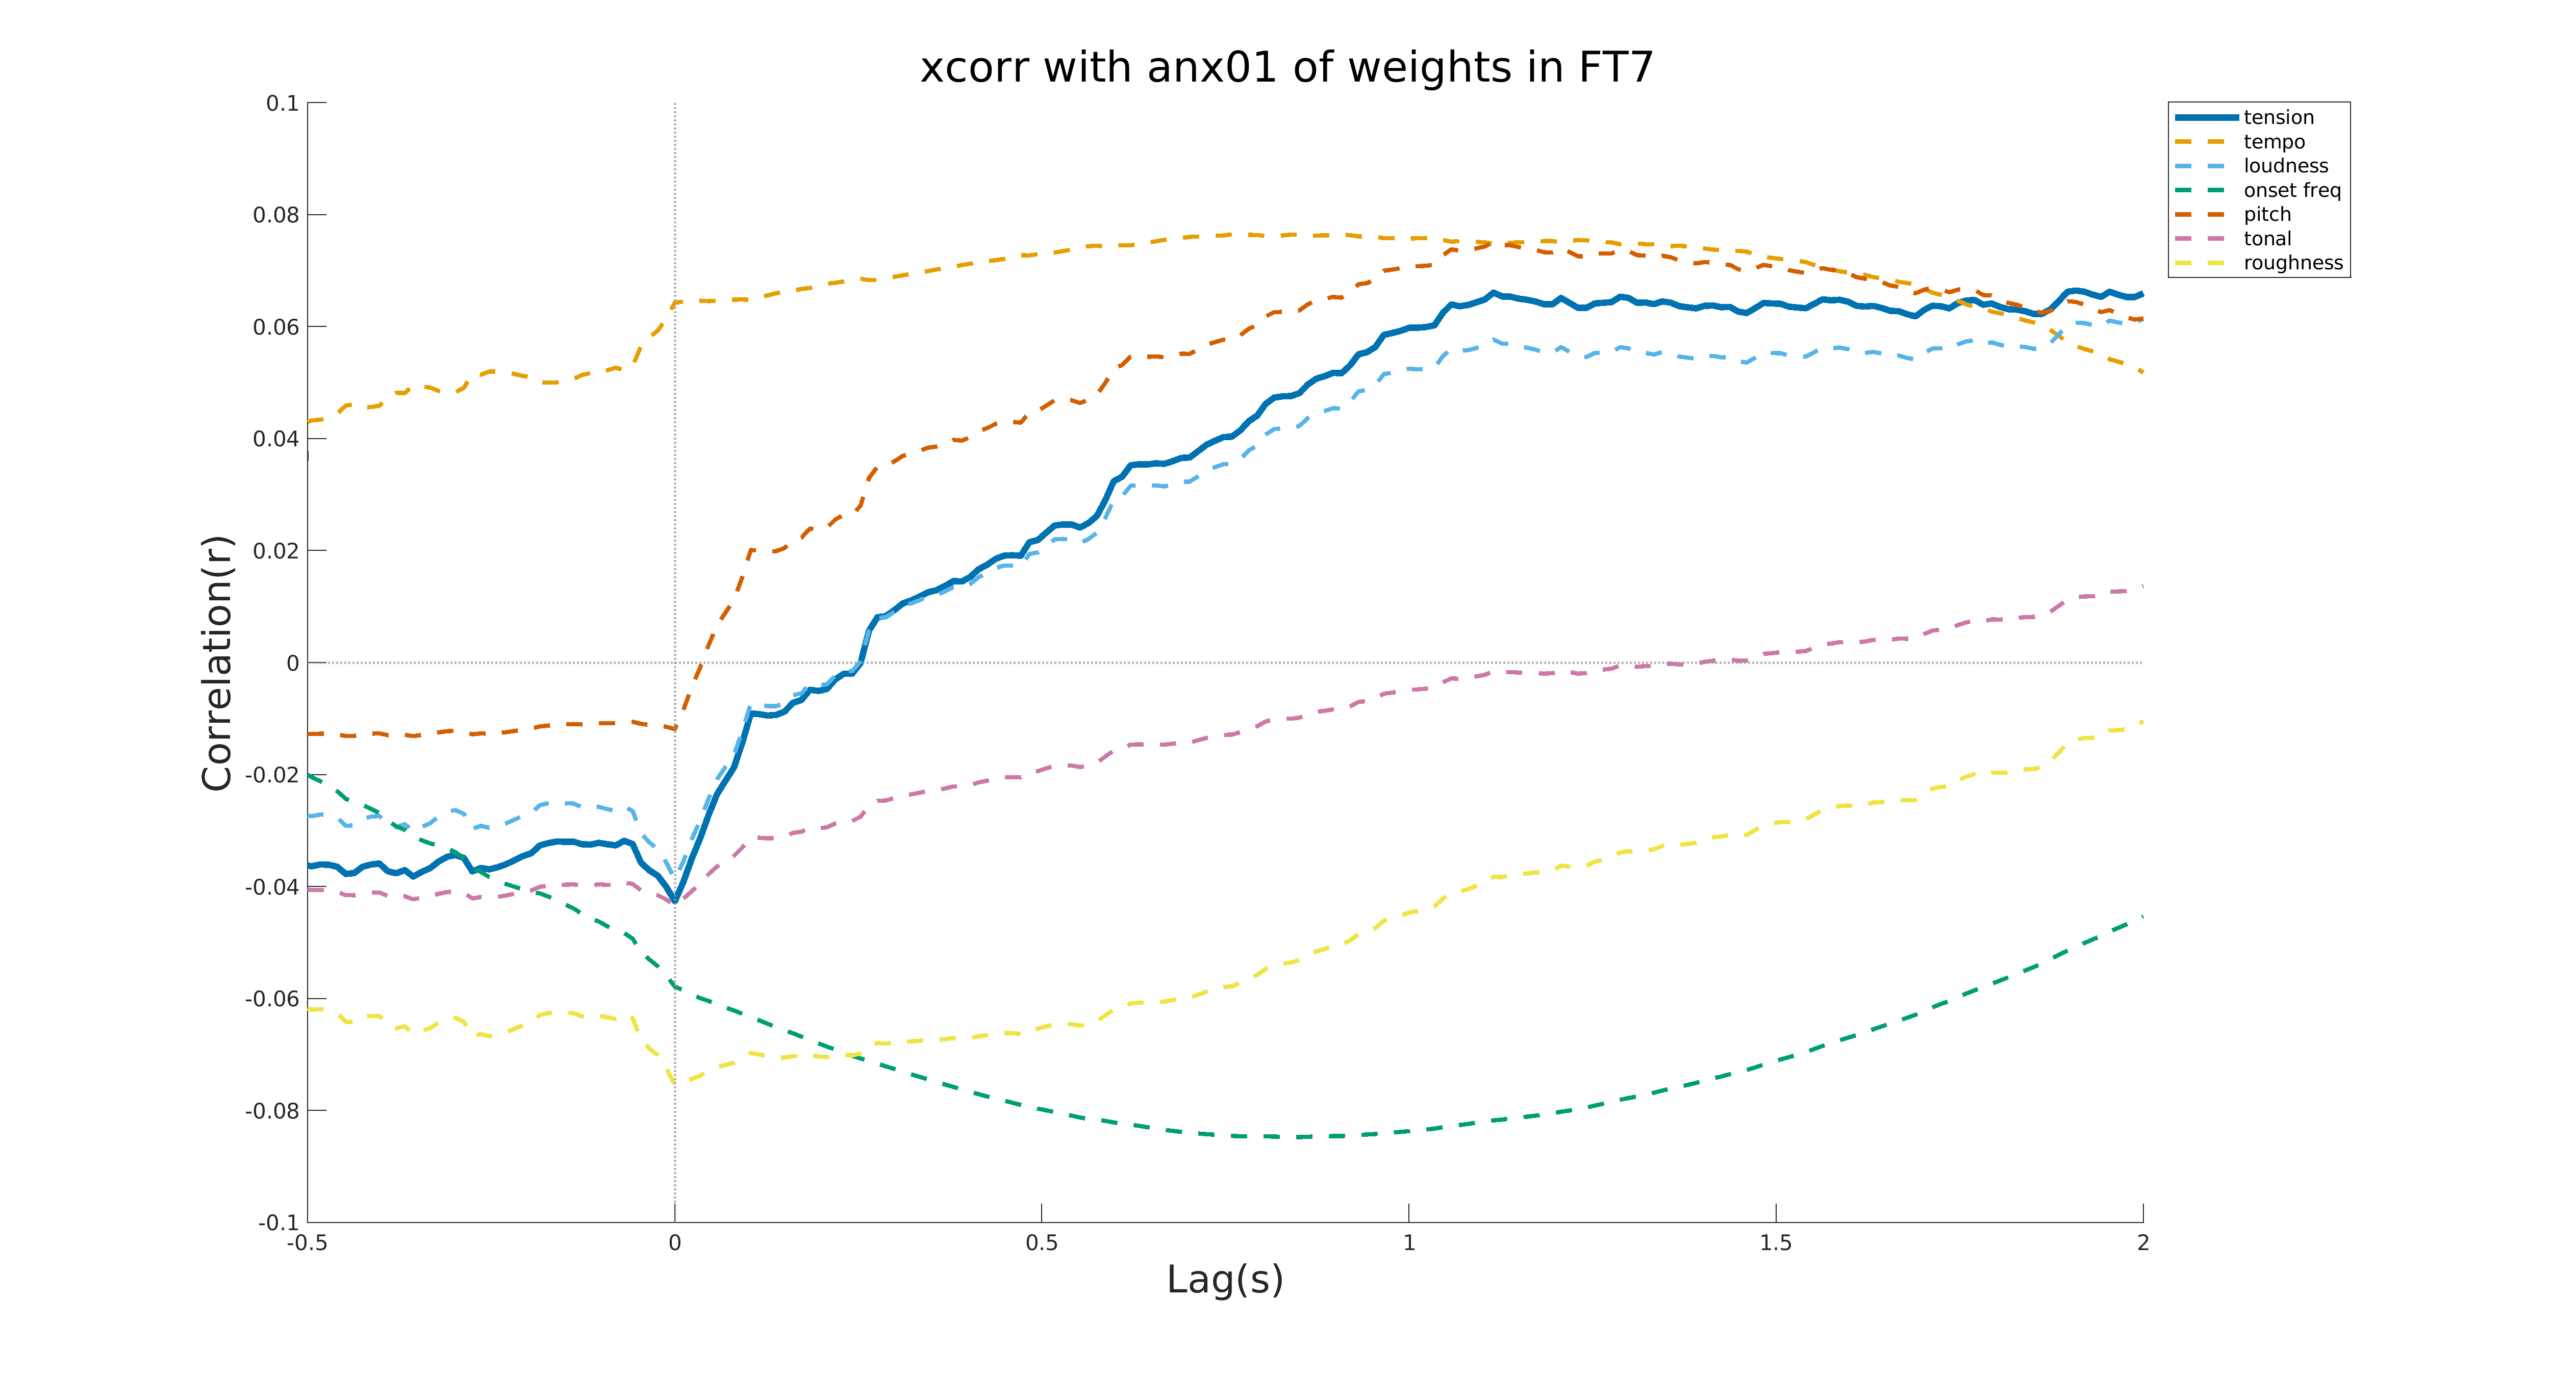 xcorr with anx01 of weights in FT7
0.1
0.08
0.06
0.04
0.02
0
-0.02
-0.04
-0.06
-0.08
-0.1
Correlation(r)
-0.5
0
0.5
1
1.5
2
Lag(s)
tension
tempo
loudness
onset freq
pitch
tonal
roughness